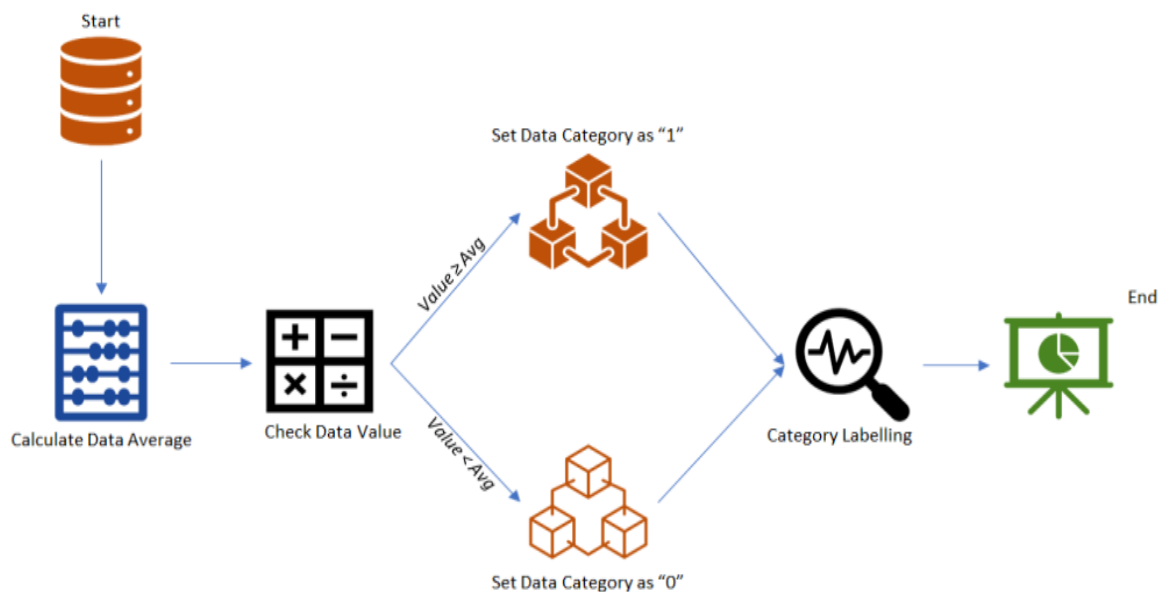 Start
Set Data Category as “1”
Value ≥ Avg
End
Calculate Data Average
Check Data Value
Value < Avg
Category Labelling
Set Data Category as “0”